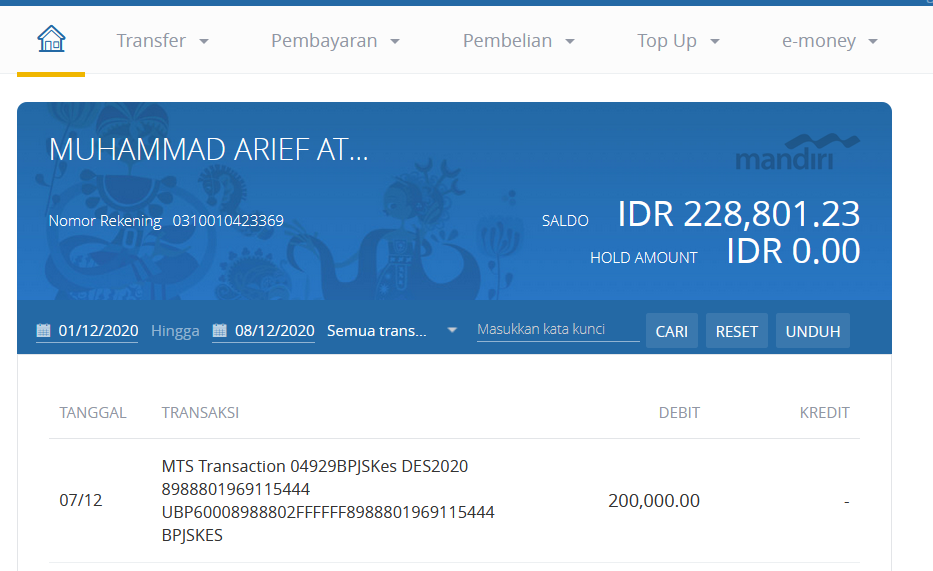 Transfer Pembayaran Pembelian Top Up e-money
MUHAMMAD ARIEF AT...
mandiri
Nomor Rekening 0310010423369
SALDO IDR 228,801.23
HOLD AMOUNT IDR 0.00
01/12/2020 Hingga 08/12/2020 Semua trans... Masukkan kata kunci CARI RESET UNDUH
TANGGAL TRANSAKSI DEBIT KREDIT
MTS Transaction 04929BPJSKes DES2020
8988801969115444
07/12 200,000.00 -
UBP60008988802FFFFFF8988801969115444
BPJSKES